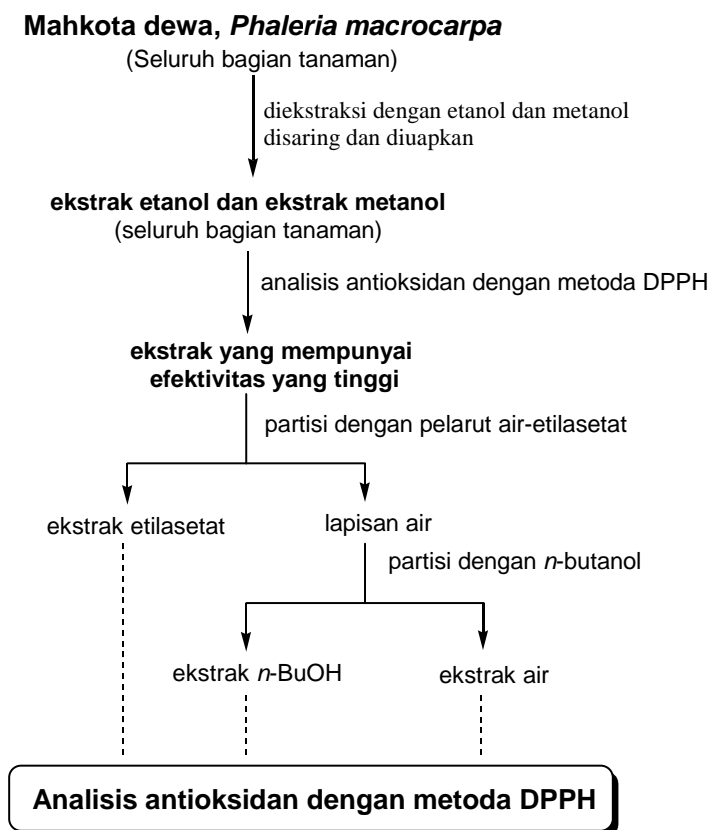 Mahkota dewa, Phaleria macrocarpa
(Seluruh bagian tanaman)
diekstraksi dengan etanol dan metanol
disaring dan diuapkan
ekstrak etanol dan ekstrak metanol
(seluruh bagian tanaman)
analisis antioksidan dengan metoda DPPH
ekstrak yang mempunyai
efektivitas yang tinggi
partisi dengan pelarut air-etilasetat
ekstrak etilasetat
lapisan air
partisi dengan n-butanol
ekstrak n-BuOH
ekstrak air
Analisis antioksidan dengan metoda DPPH